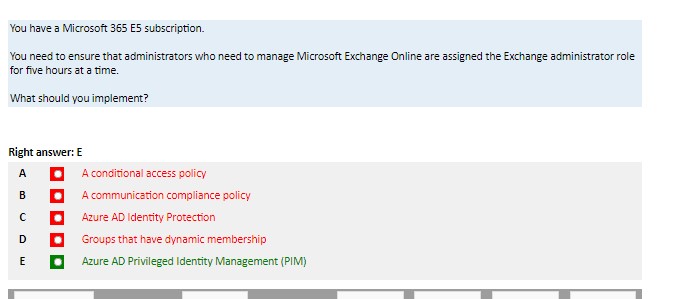 You have a Microsoft 365 E5 subscription.
You need to ensure that administrators who need to manage Microsoft Exchange Online are assigned the Exchange administrator role
for five hours at a time.
What should you implement?
Right answer: E
A A conditional access policy
B A communication compliance policy
C Azure AD Identity Protection
D Groups that have dynamic membership
E Azure AD Privileged Identity Management (PIM)